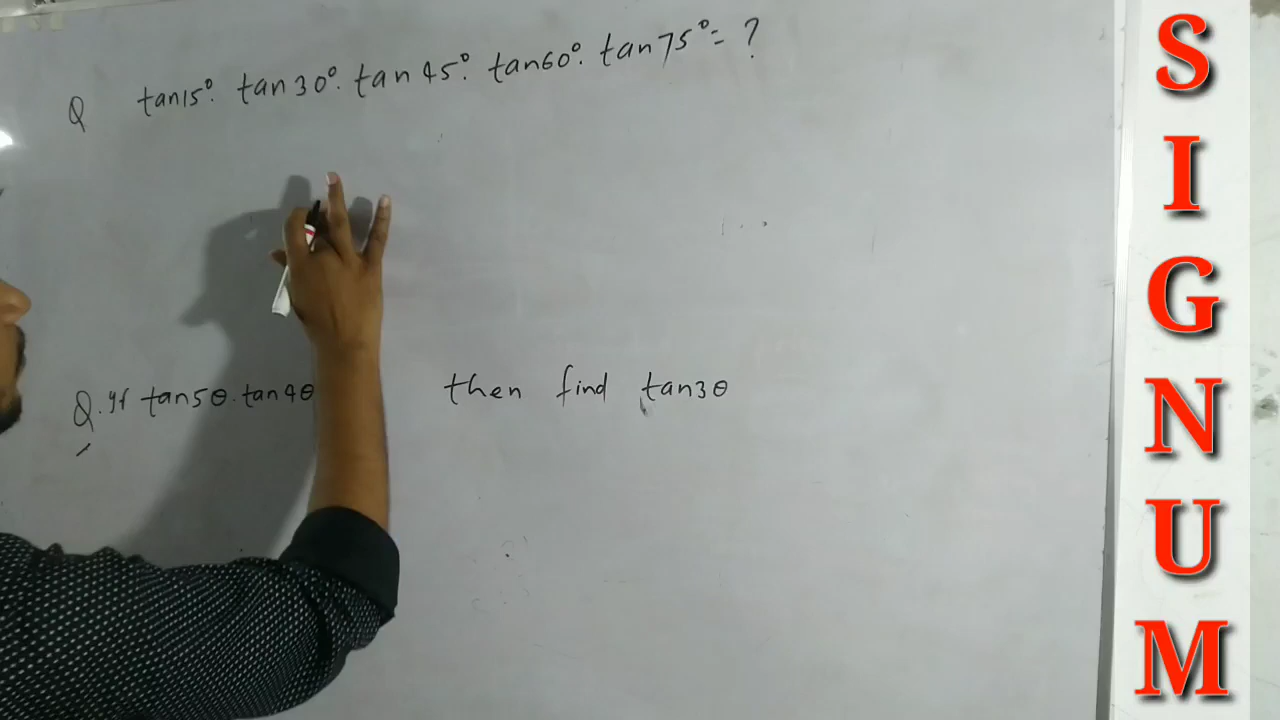 Q tan15°. tan30°. tan45°. tan60°. tan75° = ?
Q. If tan5θ. tan4θ then find tan3θ
SIGNUM